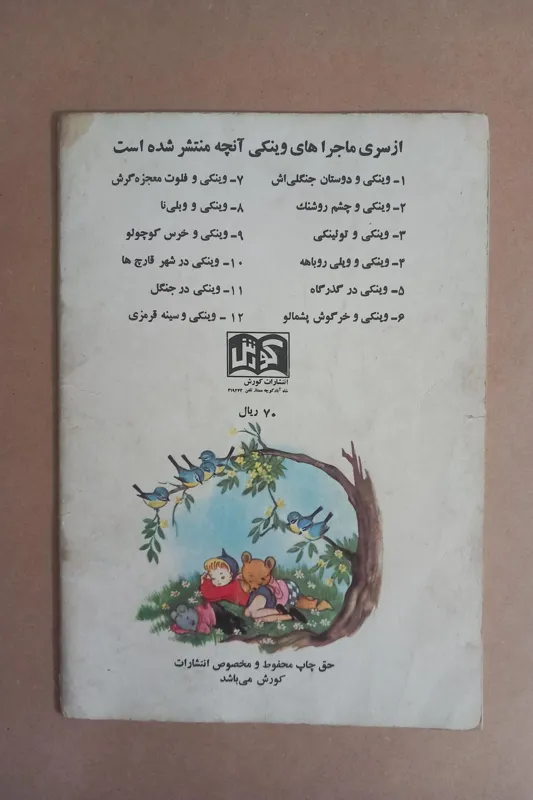 از سری ماجرا های وینکی آنچه منتشر شده است
۱- وینکی و دوستان جنگلی‌اش
۲- وینکی و چشم روشنک
۳- وینکی و توئینکی
۴- وینکی و ویلی روباهه
۵- وینکی در گذرگاه
۶- وینکی و خرگوش پشمالو
۷- وینکی و فلوت معجزه‌گرش
۸- وینکی و ویلی‌نا
۹- وینکی و خرس کوچولو
۱۰- وینکی در شهر قارچ ها
۱۱- وینکی در جنگل
۱۲- وینکی و سینه قرمزی
کورش
انتشارات کورش
۷۰ ریال
حق چاپ محفوظ و مخصوص انتشارات
کورش می‌باشد